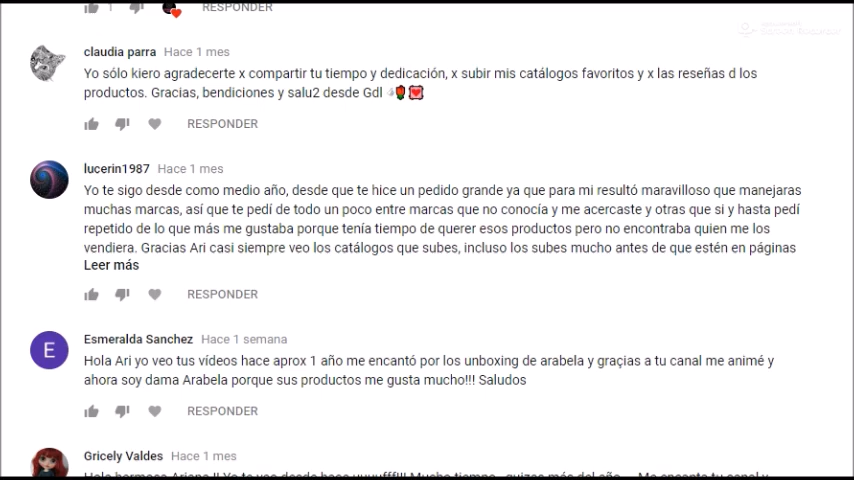 1 RESPONDER
claudia parra Hace 1 mes
Yo sólo kiero agradecerte x compartir tu tiempo y dedicación, x subir mis catálogos favoritos y x las reseñas d los
productos. Gracias, bendiciones y salu2 desde Gdl
RESPONDER
lucerin1987 Hace 1 mes
Yo te sigo desde como medio año, desde que te hice un pedido grande ya que para mi resultó maravilloso que manejaras
muchas marcas, así que te pedí de todo un poco entre marcas que no conocía y me acercaste y otras que si y hasta pedí
repetido de lo que más me gustaba porque tenía tiempo de querer esos productos pero no encontraba quien me los
vendiera. Gracias Ari casi siempre veo los catálogos que subes, incluso los subes mucho antes de que estén en páginas
Leer más
RESPONDER
E
Esmeralda Sanchez Hace 1 semana
Hola Ari yo veo tus vídeos hace aprox 1 año me encantó por los unboxing de arabela y graçias a tu canal me animé y
ahora soy dama Arabela porque sus productos me gusta mucho!!! Saludos
RESPONDER
Gricely Valdes Hace 1 mes